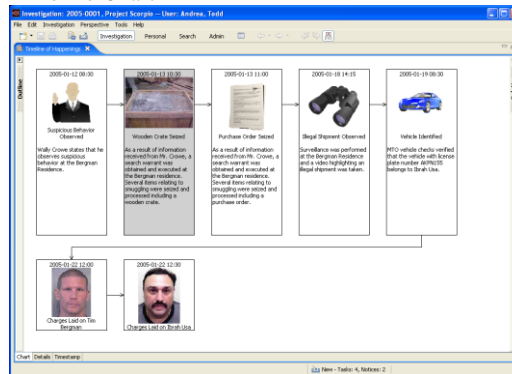 Investigation: 2005-0001, Project Scorpio -- User: Andrea, Todd
File Edit Investigation Perspective Tools Help
Investigation Personal Search Admin
Timeline of Happenings
Outline
2005-01-12 08:30
Suspicious Behavior
Observed
Wally Crowe states that he
observes suspicious
behavior at the Bergman
Residence.
2005-01-13 10:30
Wooden Crate Seized
As a result of information
received from Mr. Crowe, a
search warrant was
obtained and executed at
the Bergman residence.
Several items relating to
smuggling were seized and
processed including a
wooden crate.
2005-01-13 11:00
Purchase Order Seized
As a result of information
received from Mr. Crowe, a
search warrant was
obtained and executed at
the Bergman residence.
Several items relating to
smuggling were seized and
processed including a
purchase order.
2005-01-18 14:15
Illegal Shipment Observed
Surveillance was performed
at the Bergman Residence
and a video highlighting an
illegal shipment was taken.
2005-01-19 08:30
Vehicle Identified
MTO vehicle checks verified
that the vehicle with license
plate number
belongs to Ibrah Usa.
2005-01-22 12:00
Charges Laid on Tim
Bergman
2005-01-22 12:30
Charges Laid on Ibrah Usa
Chart Details Timestamp
New - Tasks: 4, Notices: 2